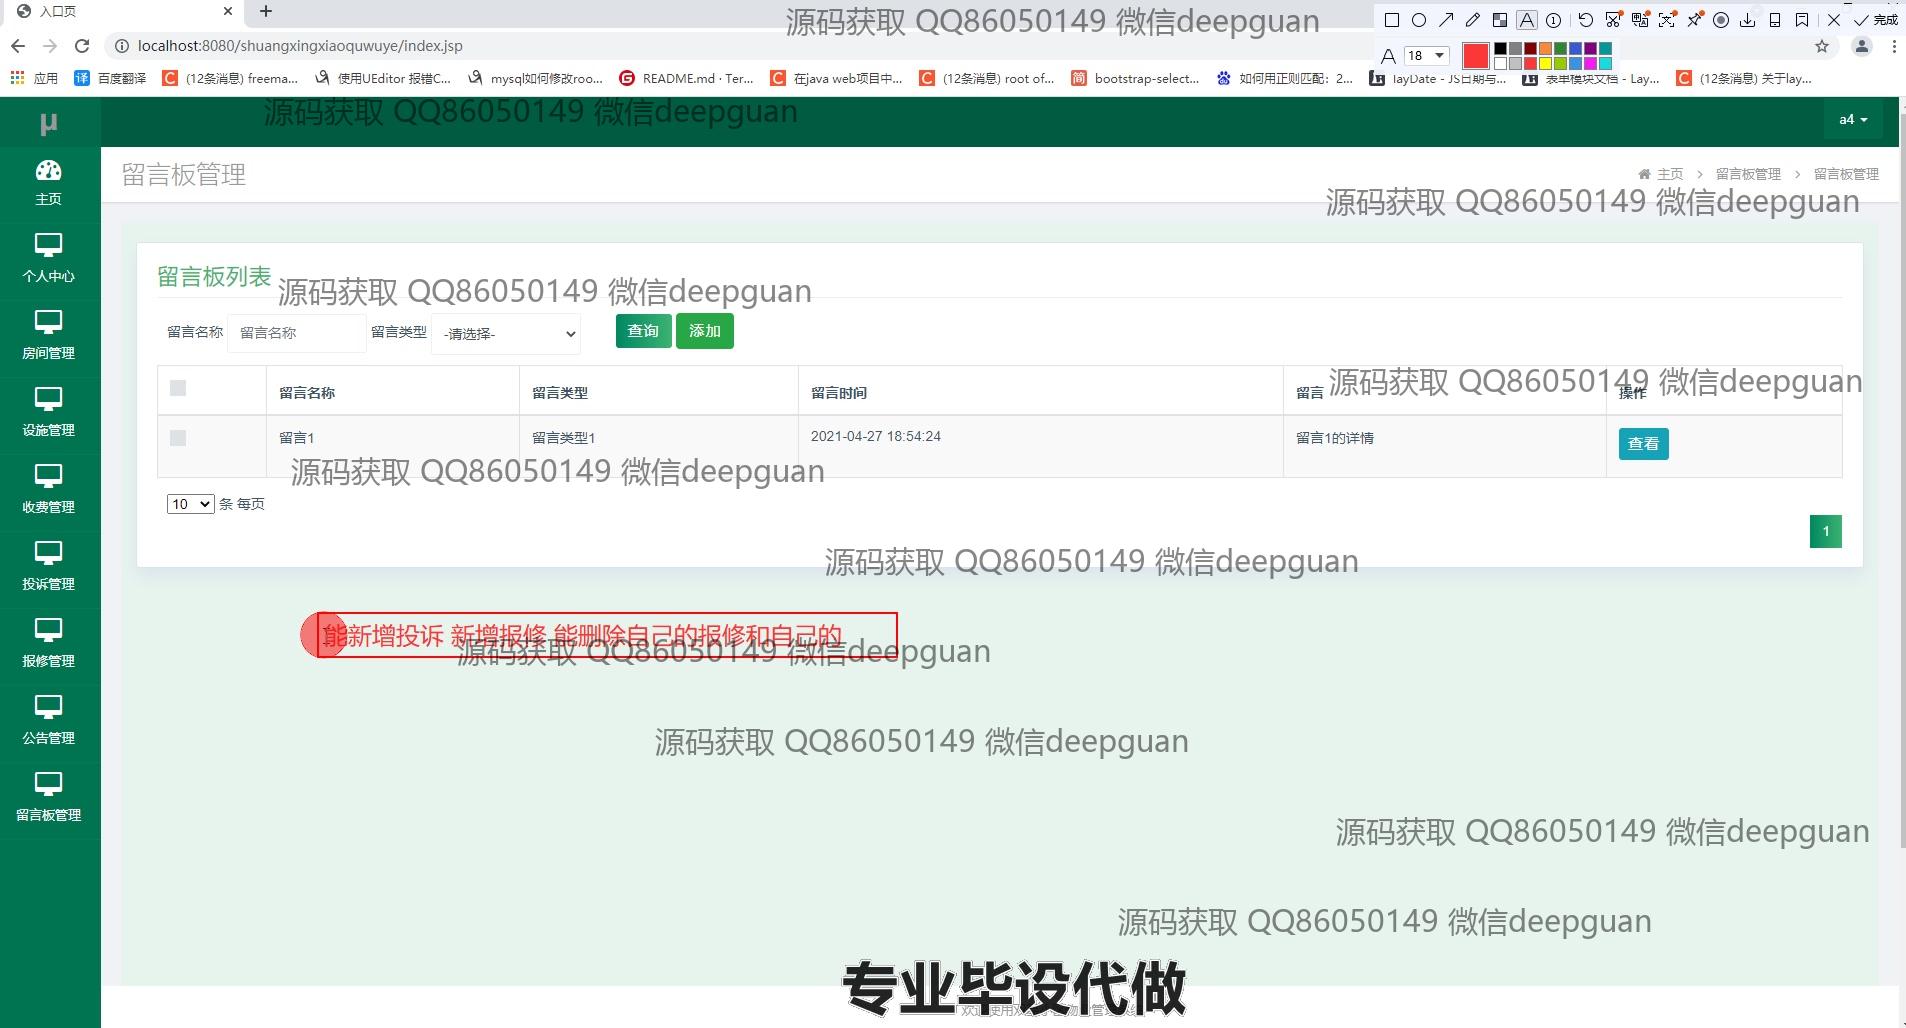 入口页
源码获取 QQ86050149 微信deepguan
完成
localhost:8080/shuangxingxiaoquwuye/index.jsp
18
应用 百度翻译 (12条消息) freema... 使用UEditor 报错C... mysql如何修改roo... README.md · Ter... 在java web项目中... (12条消息) root of... bootstrap-select... 如何用正则匹配：2... layDate - JS日期与... 表单模块文档 - Lay... (12条消息) 关于lay...
μ
源码获取 QQ86050149 微信deepguan
a4
主页
留言板管理
主页 > 留言板管理 > 留言板管理
源码获取 QQ86050149 微信deepguan
个人中心
留言板列表
源码获取 QQ86050149 微信deepguan
留言名称 留言名称 留言类型 -请选择- 查询 添加
房间管理
留言名称 留言类型 留言时间 留言 操作
源码获取 QQ86050149 微信deepguan
设施管理
留言1 留言类型1 2021-04-27 18:54:24 留言1的详情 查看
源码获取 QQ86050149 微信deepguan
收费管理
10 条 每页
1
源码获取 QQ86050149 微信deepguan
投诉管理
能新增投诉 新增报修 能删除自己的报修和自己的
源码获取 QQ86050149 微信deepguan
报修管理
公告管理
源码获取 QQ86050149 微信deepguan
留言板管理
源码获取 QQ86050149 微信deepguan
源码获取 QQ86050149 微信deepguan
专业毕设代做